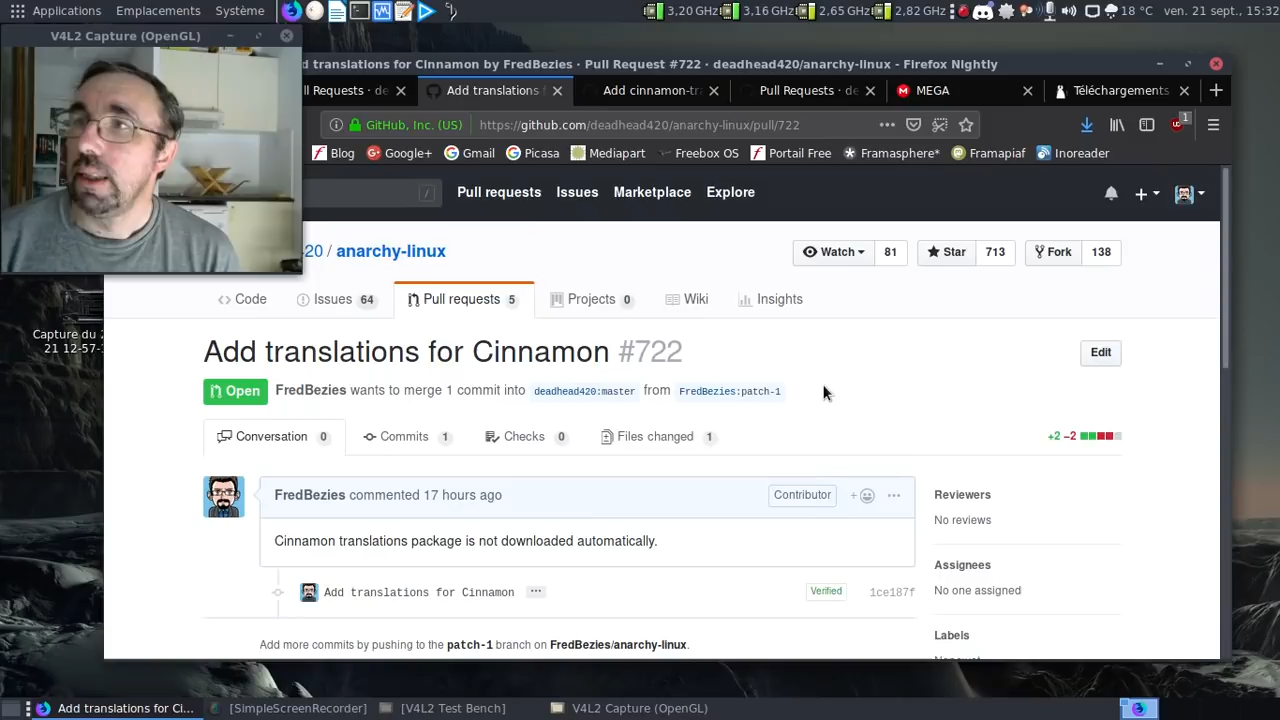 Applications Emplacements Système 3,20 GHz 3,16 GHz 2,65 GHz 2,82 GHz 18 °C ven. 21 sept., 15:32
V4L2 Capture (OpenGL)
dd translations for Cinnamon by FredBezies · Pull Request #722 · deadhead420/anarchy-linux - Firefox Nightly
ll Requests · de Add translations Add cinnamon-tra Pull Requests · de MEGA Téléchargements
GitHub, Inc. (US) https://github.com/deadhead420/anarchy-linux/pull/722 1
Blog Google+ Gmail Picasa Mediapart Freebox OS Portail Free Framasphere* Framapiaf Inoreader
/ Pull requests Issues Marketplace Explore
20 / anarchy-linux Watch 81 Star 713 Fork 138
Code Issues 64 Pull requests 5 Projects 0 Wiki Insights
Add translations for Cinnamon #722 Edit
Open FredBezies wants to merge 1 commit into deadhead420:master from FredBezies:patch-1
Conversation 0 Commits 1 Checks 0 Files changed 1 +2 −2
FredBezies commented 17 hours ago Contributor
Cinnamon translations package is not downloaded automatically.
Add translations for Cinnamon Verified 1ce187f
Add more commits by pushing to the patch-1 branch on FredBezies/anarchy-linux.
Reviewers
No reviews
Assignees
No one assigned
Labels
Capture du 2
21 12-57-1
Add translations for Ci... [SimpleScreenRecorder] [V4L2 Test Bench] V4L2 Capture (OpenGL)